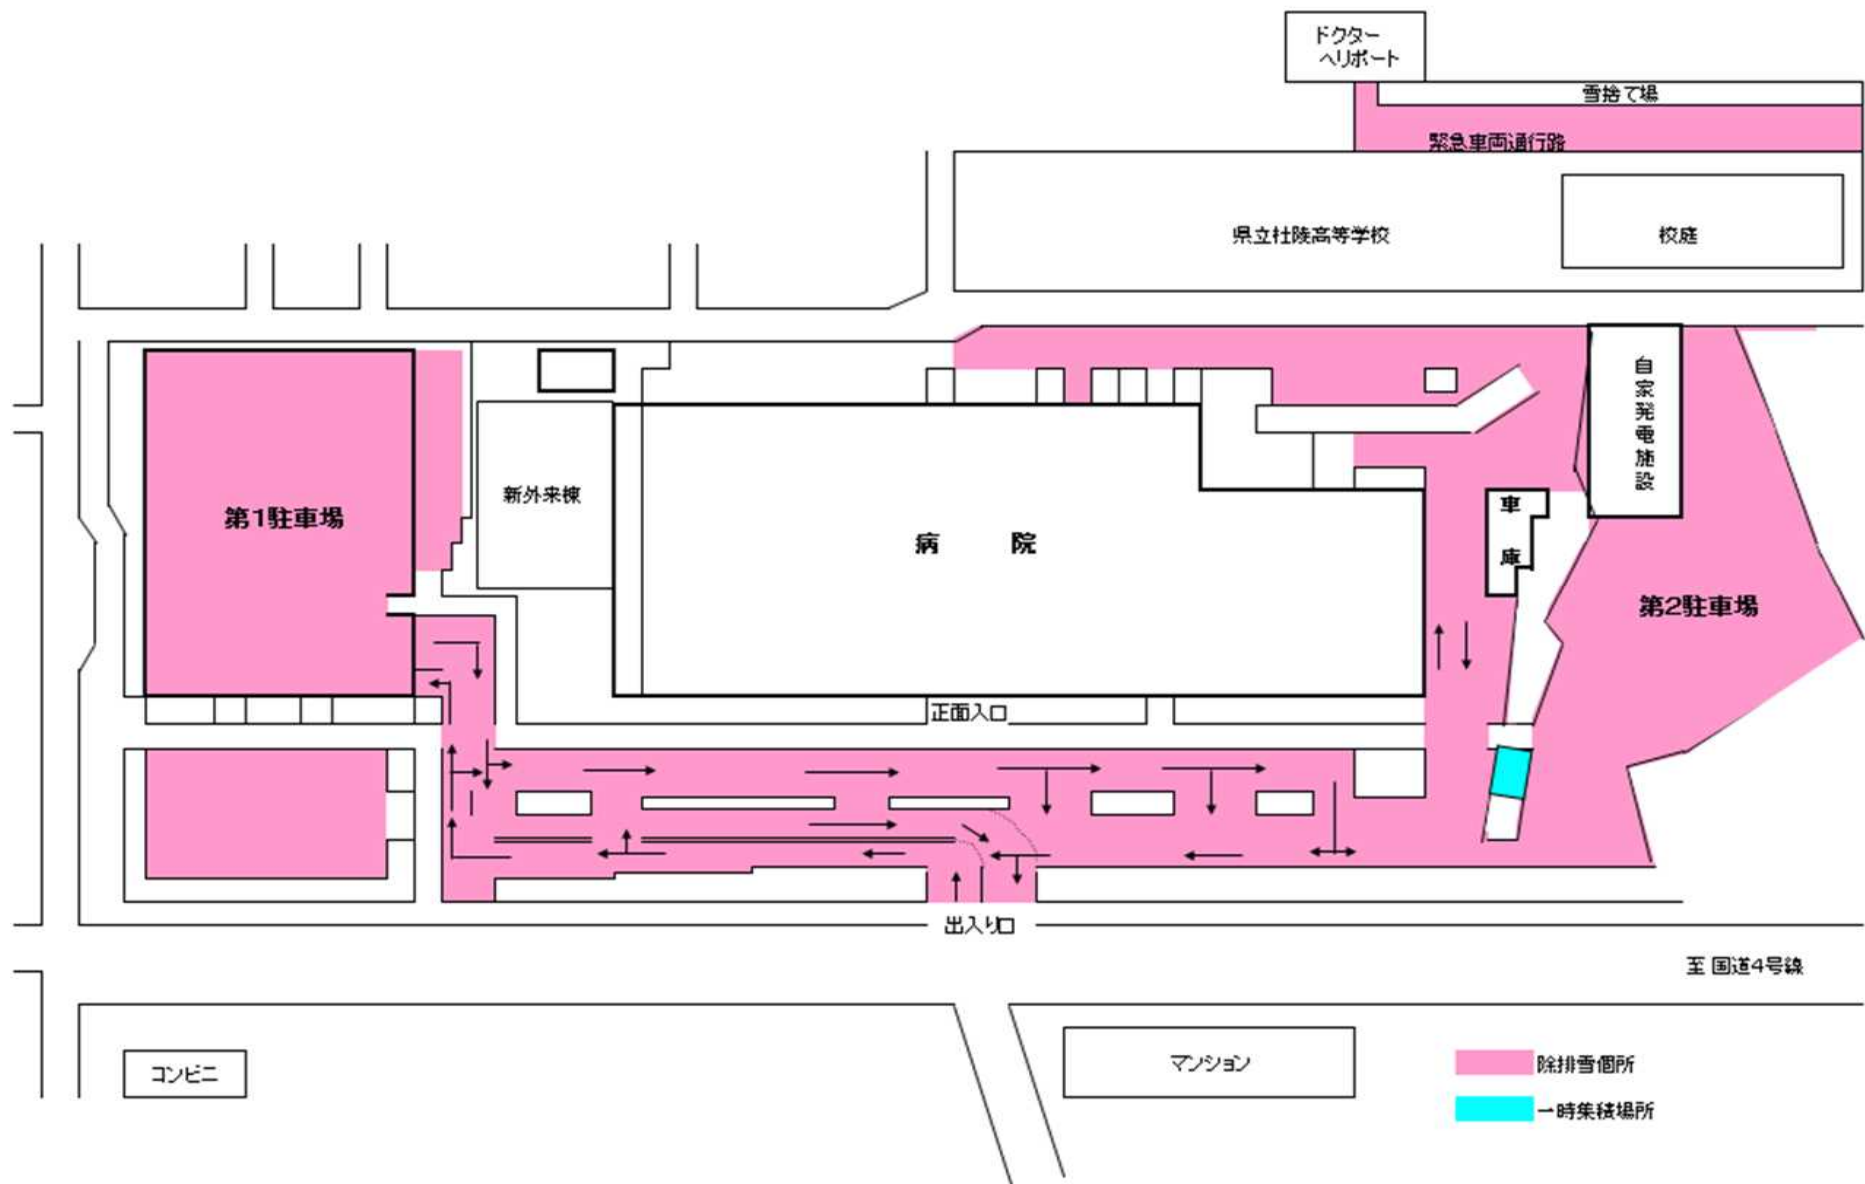 ドクター
ヘリポート
雪捨て場
緊急車両通行路
県立杜陵高等学校
校庭
自家発電施設
第1駐車場
新外来棟
病 院
車庫
第2駐車場
正面入口
出入り口
至 国道4号線
コンビニ
マンション
除排雪個所
一時集積場所